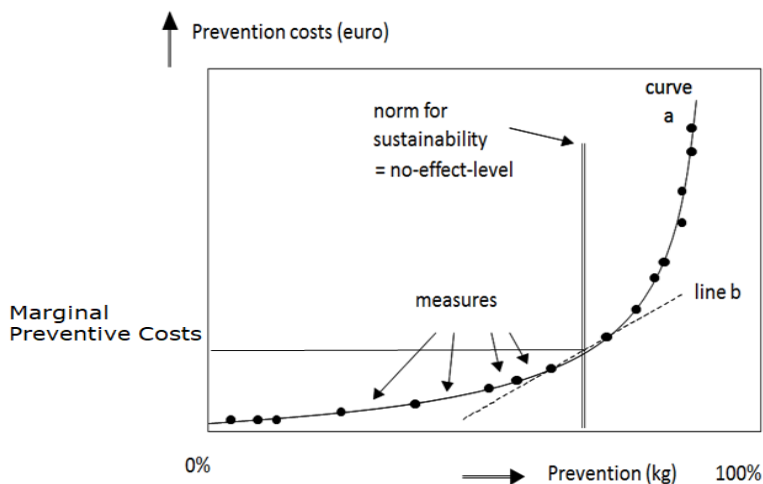 Prevention costs (euro)
curve
a
norm for
sustainability
= no-effect-level
line b
measures
Marginal
Preventive Costs
0%
Prevention (kg)
100%